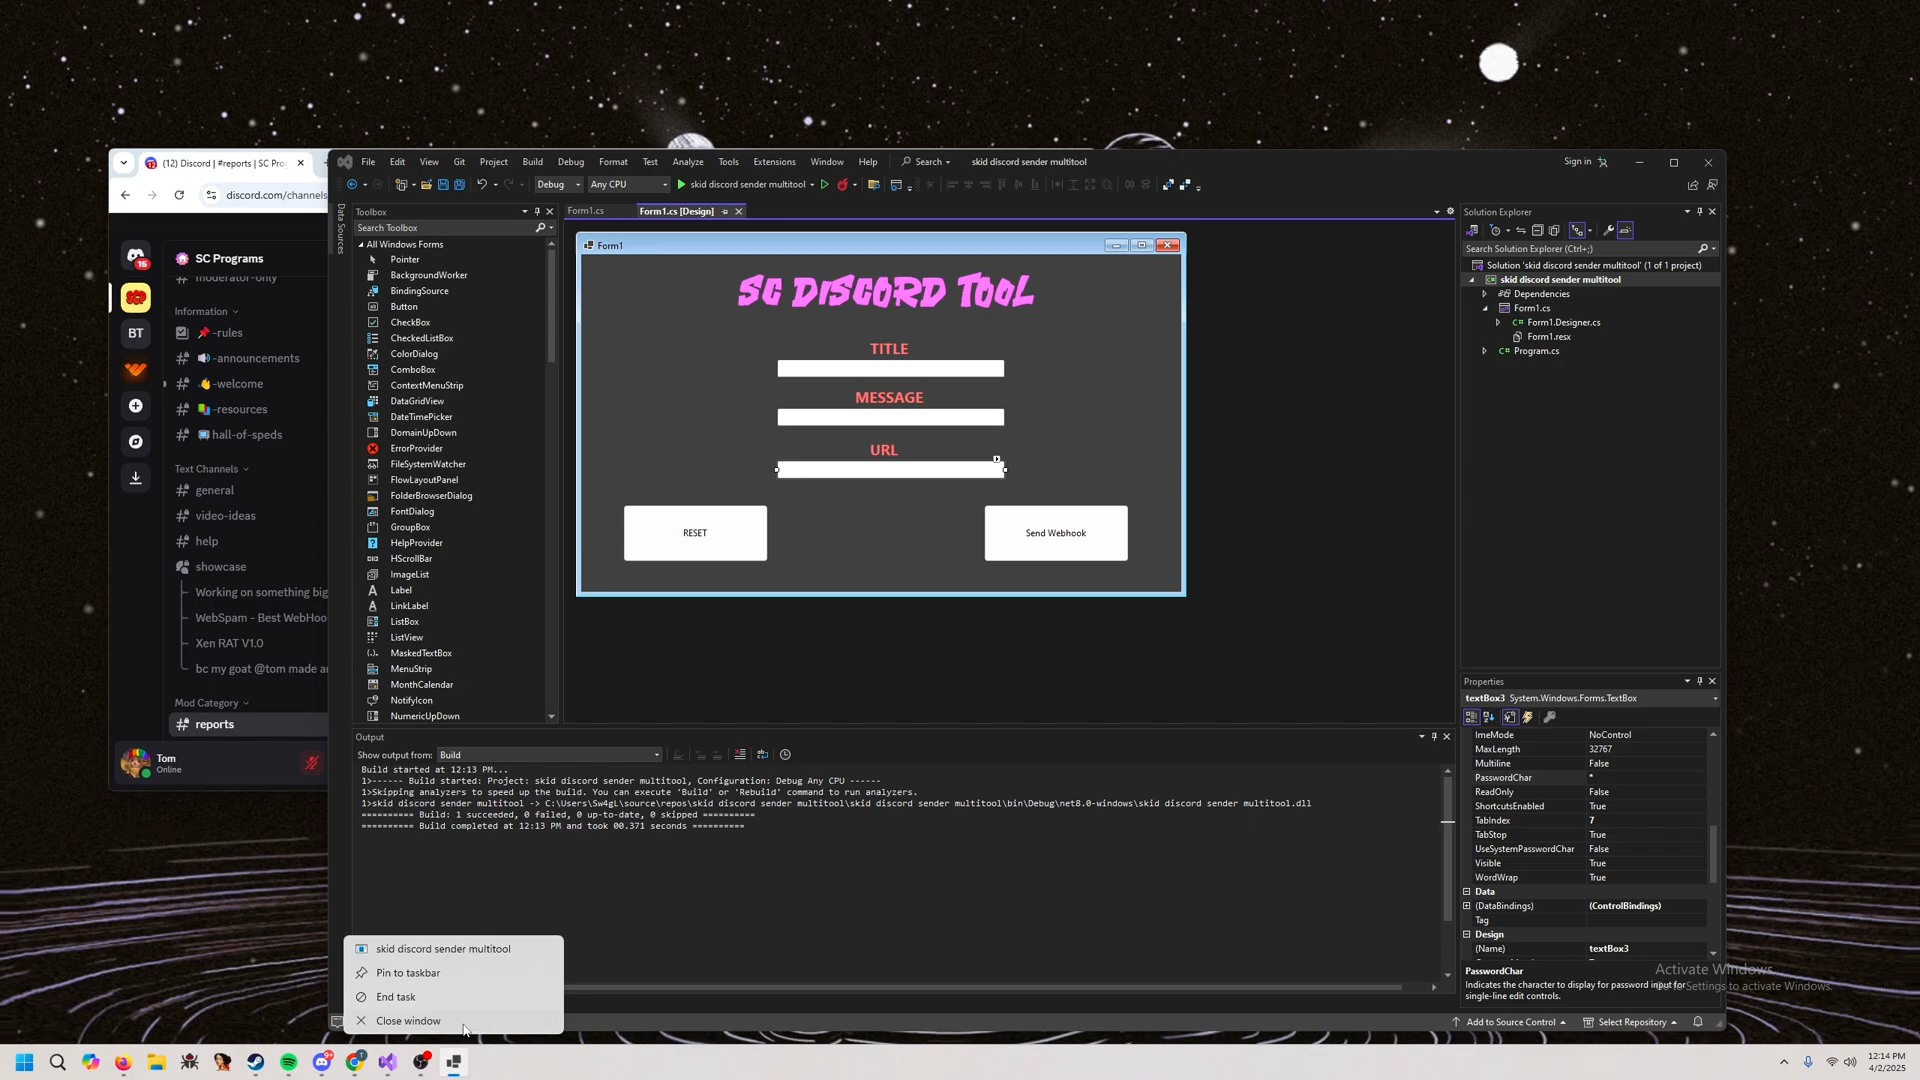 (12) Discord | #reports | SC Pro
discord.com/channels
15
SC Programs
moderator-only
Information
-rules
-announcements
-welcome
-resources
hall-of-speds
Text Channels
general
video-ideas
help
showcase
Working on something big
WebSpam - Best WebHoo
Xen RAT V1.0
bc my goat @tom made a
Mod Category
reports
SCP
BT
Tom
Online
File Edit View Git Project Build Debug Format Test Analyze Tools Extensions Window Help Search skid discord sender multitool
Sign in
Debug Any CPU skid discord sender multitool
Data Sources
Toolbox
Search Toolbox
All Windows Forms
Pointer
BackgroundWorker
BindingSource
Button
CheckBox
CheckedListBox
ColorDialog
ComboBox
ContextMenuStrip
DataGridView
DateTimePicker
DomainUpDown
ErrorProvider
FileSystemWatcher
FlowLayoutPanel
FolderBrowserDialog
FontDialog
GroupBox
HelpProvider
HScrollBar
ImageList
Label
LinkLabel
ListBox
ListView
MaskedTextBox
MenuStrip
MonthCalendar
NotifyIcon
NumericUpDown
Form1.cs Form1.cs [Design]
Form1
SC DISCORD TOOL
TITLE
MESSAGE
URL
RESET Send Webhook
Solution Explorer
Search Solution Explorer (Ctrl+;)
Solution 'skid discord sender multitool' (1 of 1 project)
skid discord sender multitool
Dependencies
Form1.cs
Form1.Designer.cs
Form1.resx
Program.cs
Properties
textBox3 System.Windows.Forms.TextBox
ImeMode NoControl
MaxLength 32767
Multiline False
PasswordChar *
ReadOnly False
ShortcutsEnabled True
TabIndex 7
TabStop True
UseSystemPasswordChar False
Visible True
WordWrap True
Data
(DataBindings) (ControlBindings)
Tag
Design
(Name) textBox3
PasswordChar
Indicates the character to display for password input for
single-line edit controls.
Activate Windows
Go to Settings to activate Windows.
Output
Show output from: Build
Build started at 12:13 PM...
1>------ Build started: Project: skid discord sender multitool, Configuration: Debug Any CPU ------
1>Skipping analyzers to speed up the build. You can execute 'Build' or 'Rebuild' command to run analyzers.
1>skid discord sender multitool -> C:\Users\Sw4gL\source\repos\skid discord sender multitool\skid discord sender multitool\bin\Debug\net8.0-windows\skid discord sender multitool.dll
========== Build: 1 succeeded, 0 failed, 0 up-to-date, 0 skipped ==========
========== Build completed at 12:13 PM and took 00.371 seconds ==========
skid discord sender multitool
Pin to taskbar
End task
Close window
Add to Source Control Select Repository
9+
12:14 PM
4/2/2025